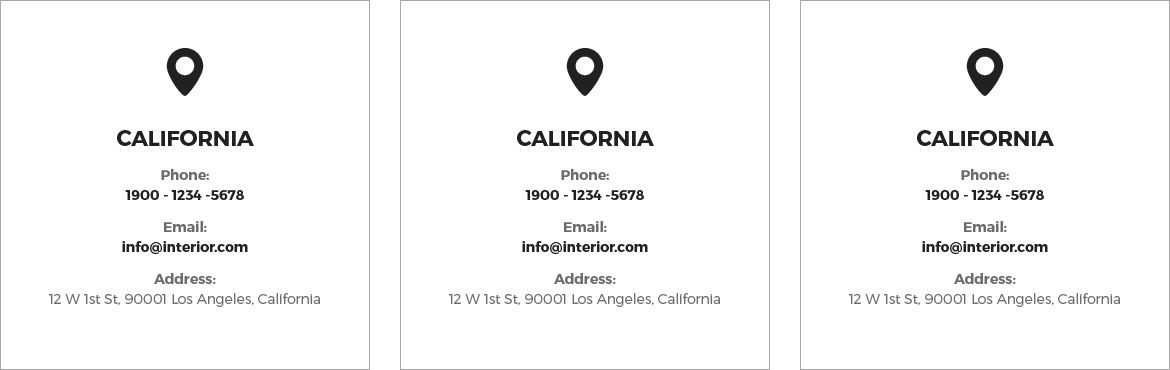 CALIFORNIA
Phone:
1900 - 1234 -5678
Email:
info@interior.com
Address:
12 W 1st St, 90001 Los Angeles, California
CALIFORNIA
Phone:
1900 - 1234 -5678
Email:
info@interior.com
Address:
12 W 1st St, 90001 Los Angeles, California
CALIFORNIA
Phone:
1900 - 1234 -5678
Email:
info@interior.com
Address:
12 W 1st St, 90001 Los Angeles, California